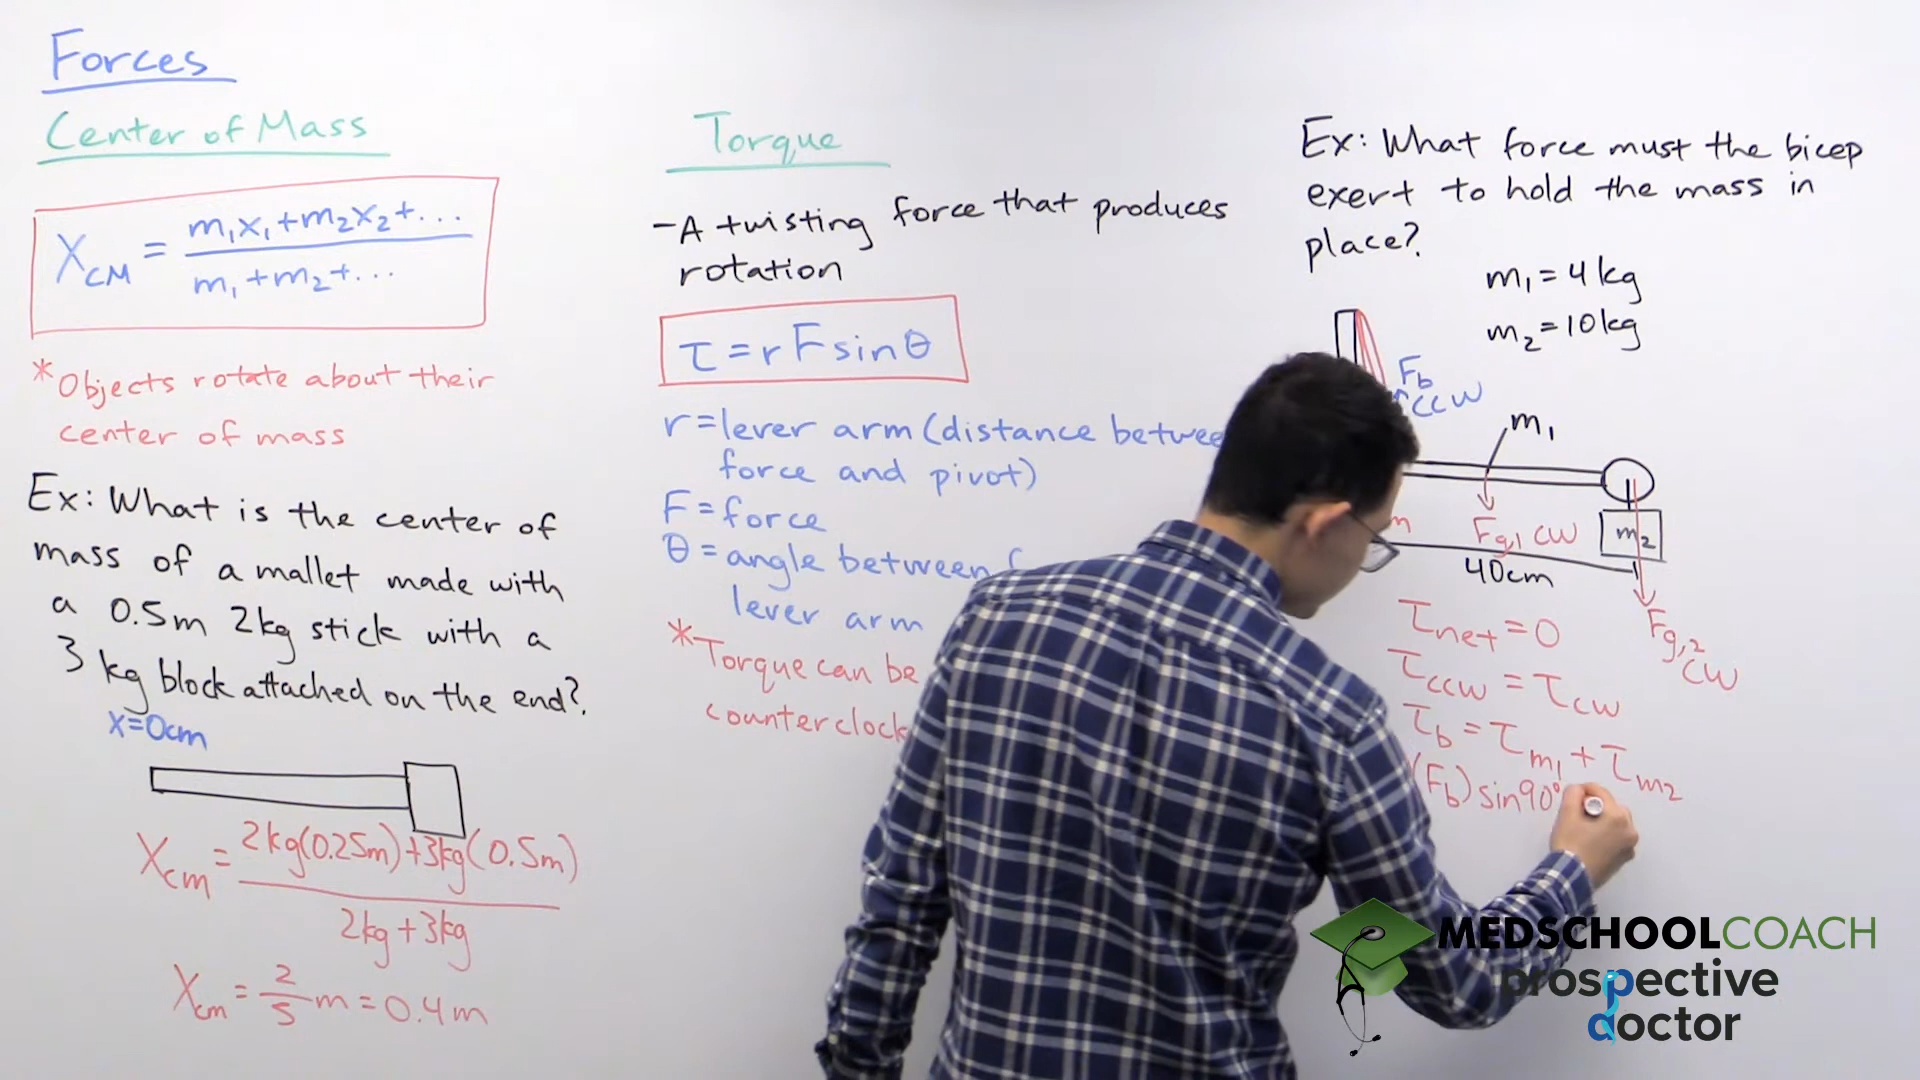 Forces
Center of Mass
X_CM = (m₁x₁+m₂x₂+...)/(m₁+m₂+...)
*Objects rotate about their
center of mass
Ex: What is the center of
mass of a mallet made with
a 0.5m 2kg stick with a
3 kg block attached on the end?
x=0cm
X_cm = (2kg(0.25m)+3kg(0.5m))/(2kg+3kg)
X_cm = 2/5 m = 0.4m
Torque
-A twisting force that produces
rotation
τ = rFsinθ
r = lever arm (distance betwee
force and pivot)
F = force
θ = angle between f
lever arm
*Torque can be
counterclock
Ex: What force must the bicep
exert to hold the mass in
place?
m₁ = 4kg
m₂ = 10kg
F_b
CCW
m₁
F_g,1 CW
m₂
40cm
F_g,2
CW
τ_net = 0
τ_ccw = τ_cw
τ_b = τ_m₁ + τ_m₂
(F_b) sin90°
MEDSCHOOLCOACH
prospective
doctor